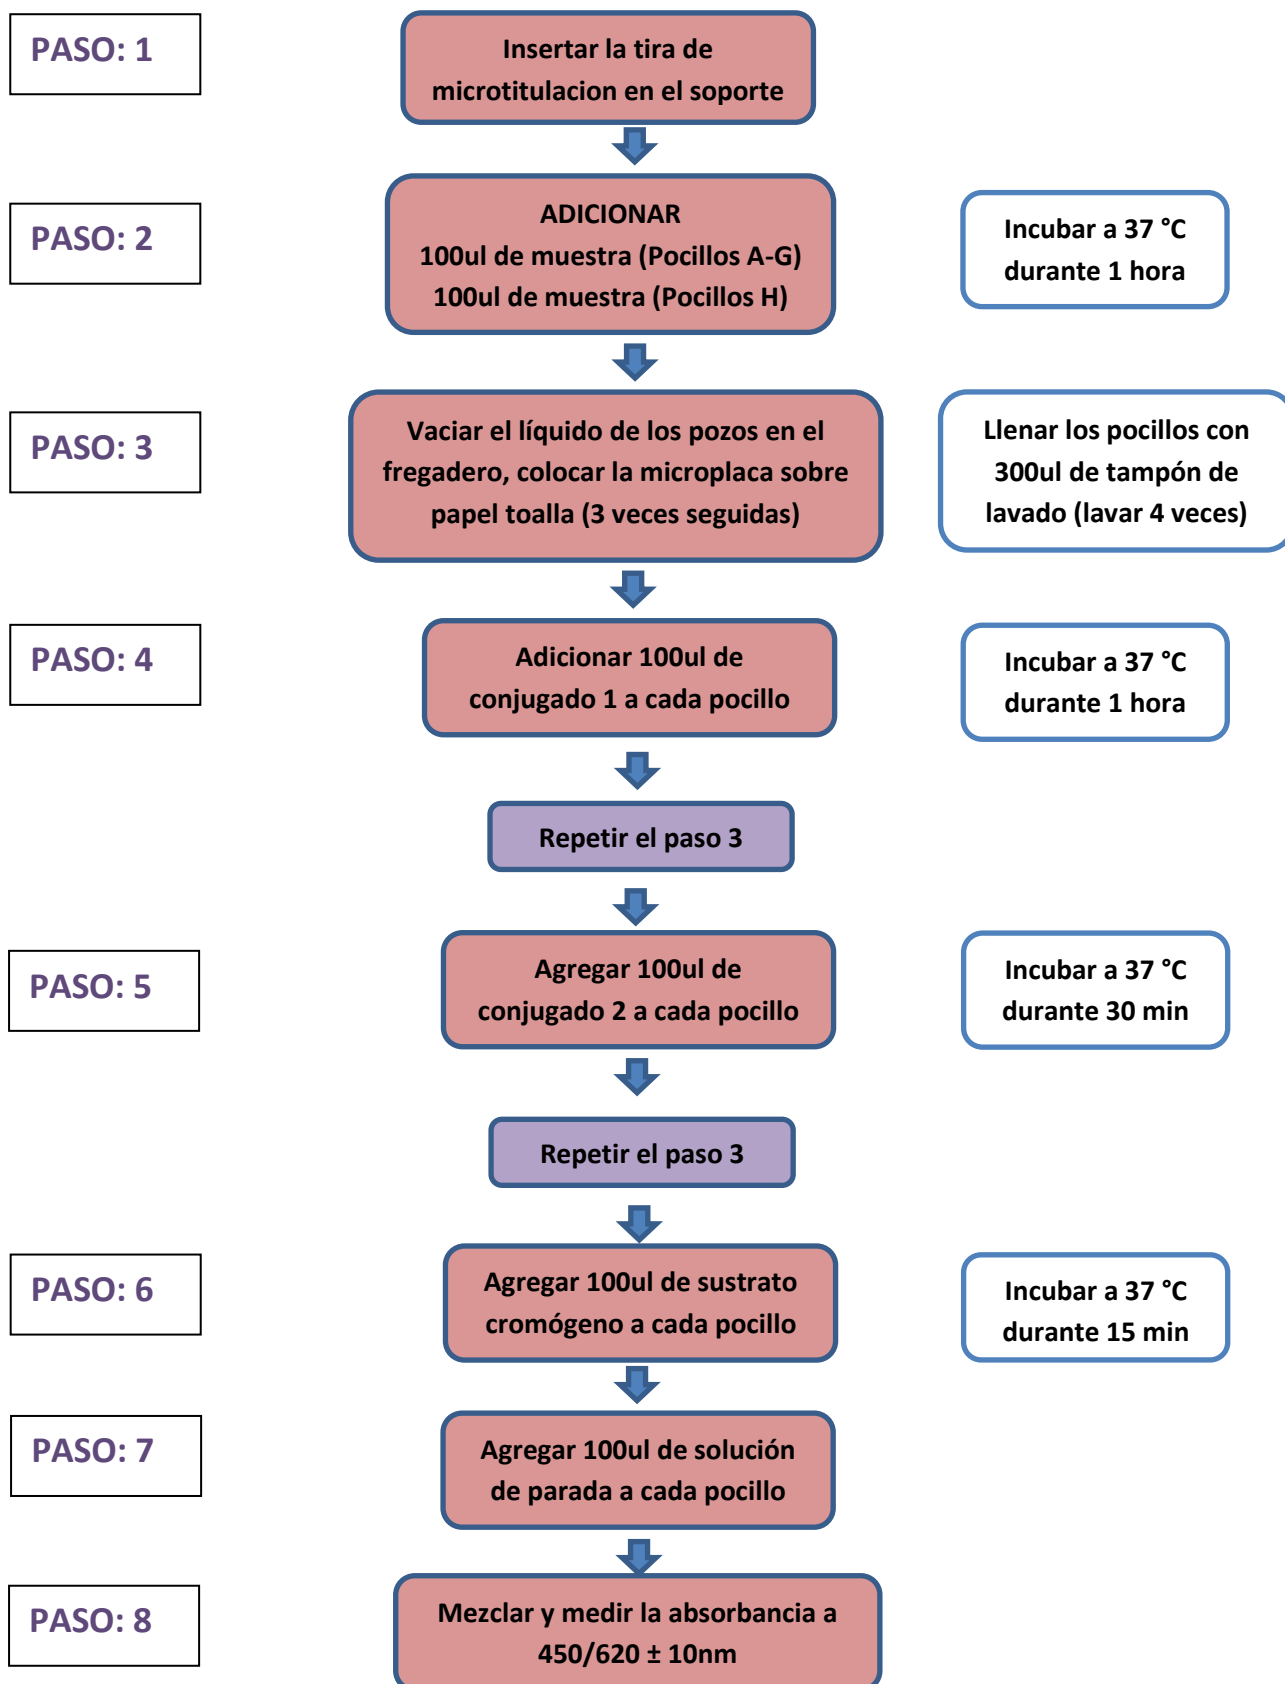 PASO: 1
Insertar la tira de
microtitulacion en el soporte
PASO: 2
ADICIONAR
100ul de muestra (Pocillos A-G)
100ul de muestra (Pocillos H)
Incubar a 37 °C
durante 1 hora
PASO: 3
Vaciar el líquido de los pozos en el
fregadero, colocar la microplaca sobre
papel toalla (3 veces seguidas)
Llenar los pocillos con
300ul de tampón de
lavado (lavar 4 veces)
PASO: 4
Adicionar 100ul de
conjugado 1 a cada pocillo
Incubar a 37 °C
durante 1 hora
Repetir el paso 3
PASO: 5
Agregar 100ul de
conjugado 2 a cada pocillo
Incubar a 37 °C
durante 30 min
Repetir el paso 3
PASO: 6
Agregar 100ul de sustrato
cromógeno a cada pocillo
Incubar a 37 °C
durante 15 min
PASO: 7
Agregar 100ul de solución
de parada a cada pocillo
PASO: 8
Mezclar y medir la absorbancia a
450/620 ± 10nm